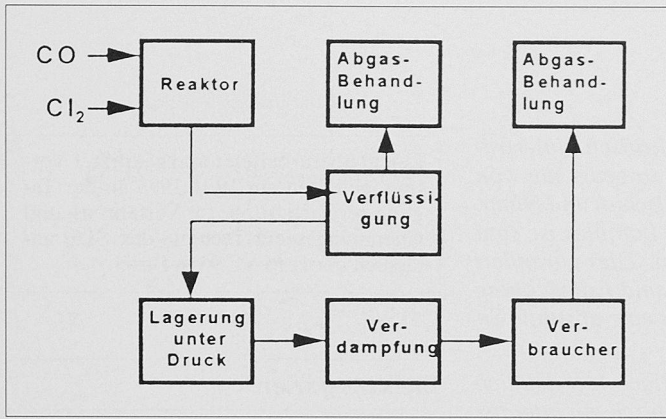 CO
Cl₂
Reaktor
Abgas-
Behand-
lung
Abgas-
Behand-
lung
Verflüssi-
gung
Lagerung
unter
Druck
Ver-
dampfung
Ver-
braucher